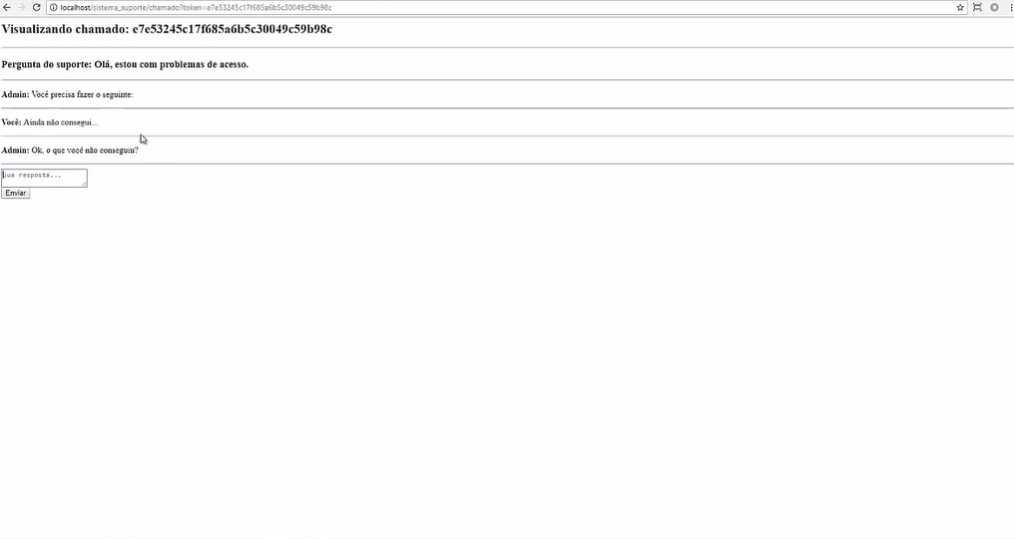 localhost/sistema_suporte/chamado?token=e7e53245c17f685a6b5c30049c59b98c
Visualizando chamado: e7e53245c17f685a6b5c30049c59b98c
Pergunta do suporte: Olá, estou com problemas de acesso.
Admin: Você precisa fazer o seguinte:
Você: Ainda não consegui...
Admin: Ok, o que você não conseguiu?
Sua resposta...
Enviar